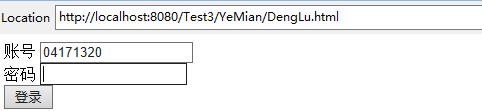 Location http://localhost:8080/Test3/YeMian/DengLu.html
账号 04171320
密码
登录